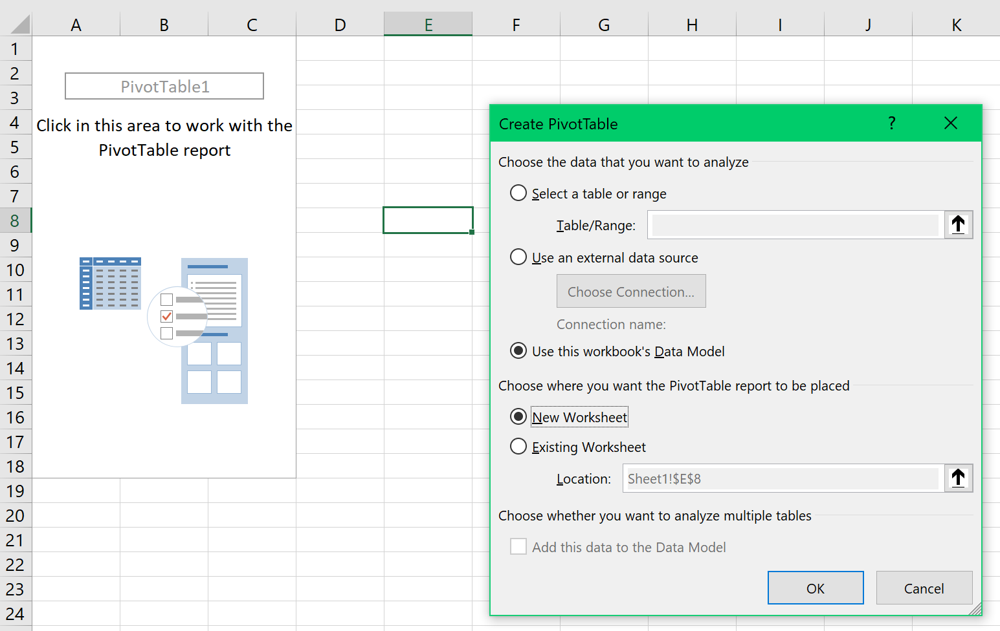 A B C D E F G H I J K
1
2
PivotTable1
3
4
Click in this area to work with the
5
PivotTable report
6
7
8
9
10
11
12
13
14
15
16
17
18
19
20
21
22
23
24
Create PivotTable ?
Choose the data that you want to analyze
Select a table or range
Table/Range:
Use an external data source
Choose Connection...
Connection name:
Use this workbook's Data Model
Choose where you want the PivotTable report to be placed
New Worksheet
Existing Worksheet
Location: Sheet1!$E$8
Choose whether you want to analyze multiple tables
Add this data to the Data Model
OK Cancel